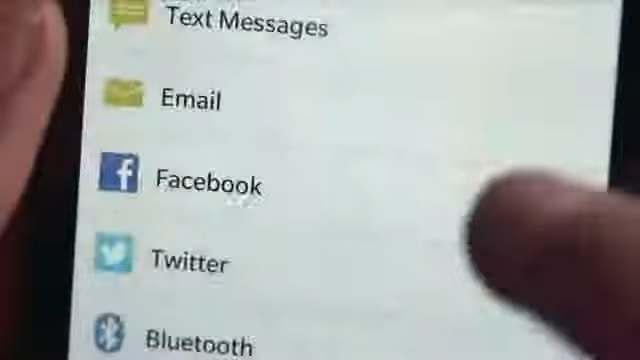 Text Messages
Email
Facebook
Twitter
Bluetooth